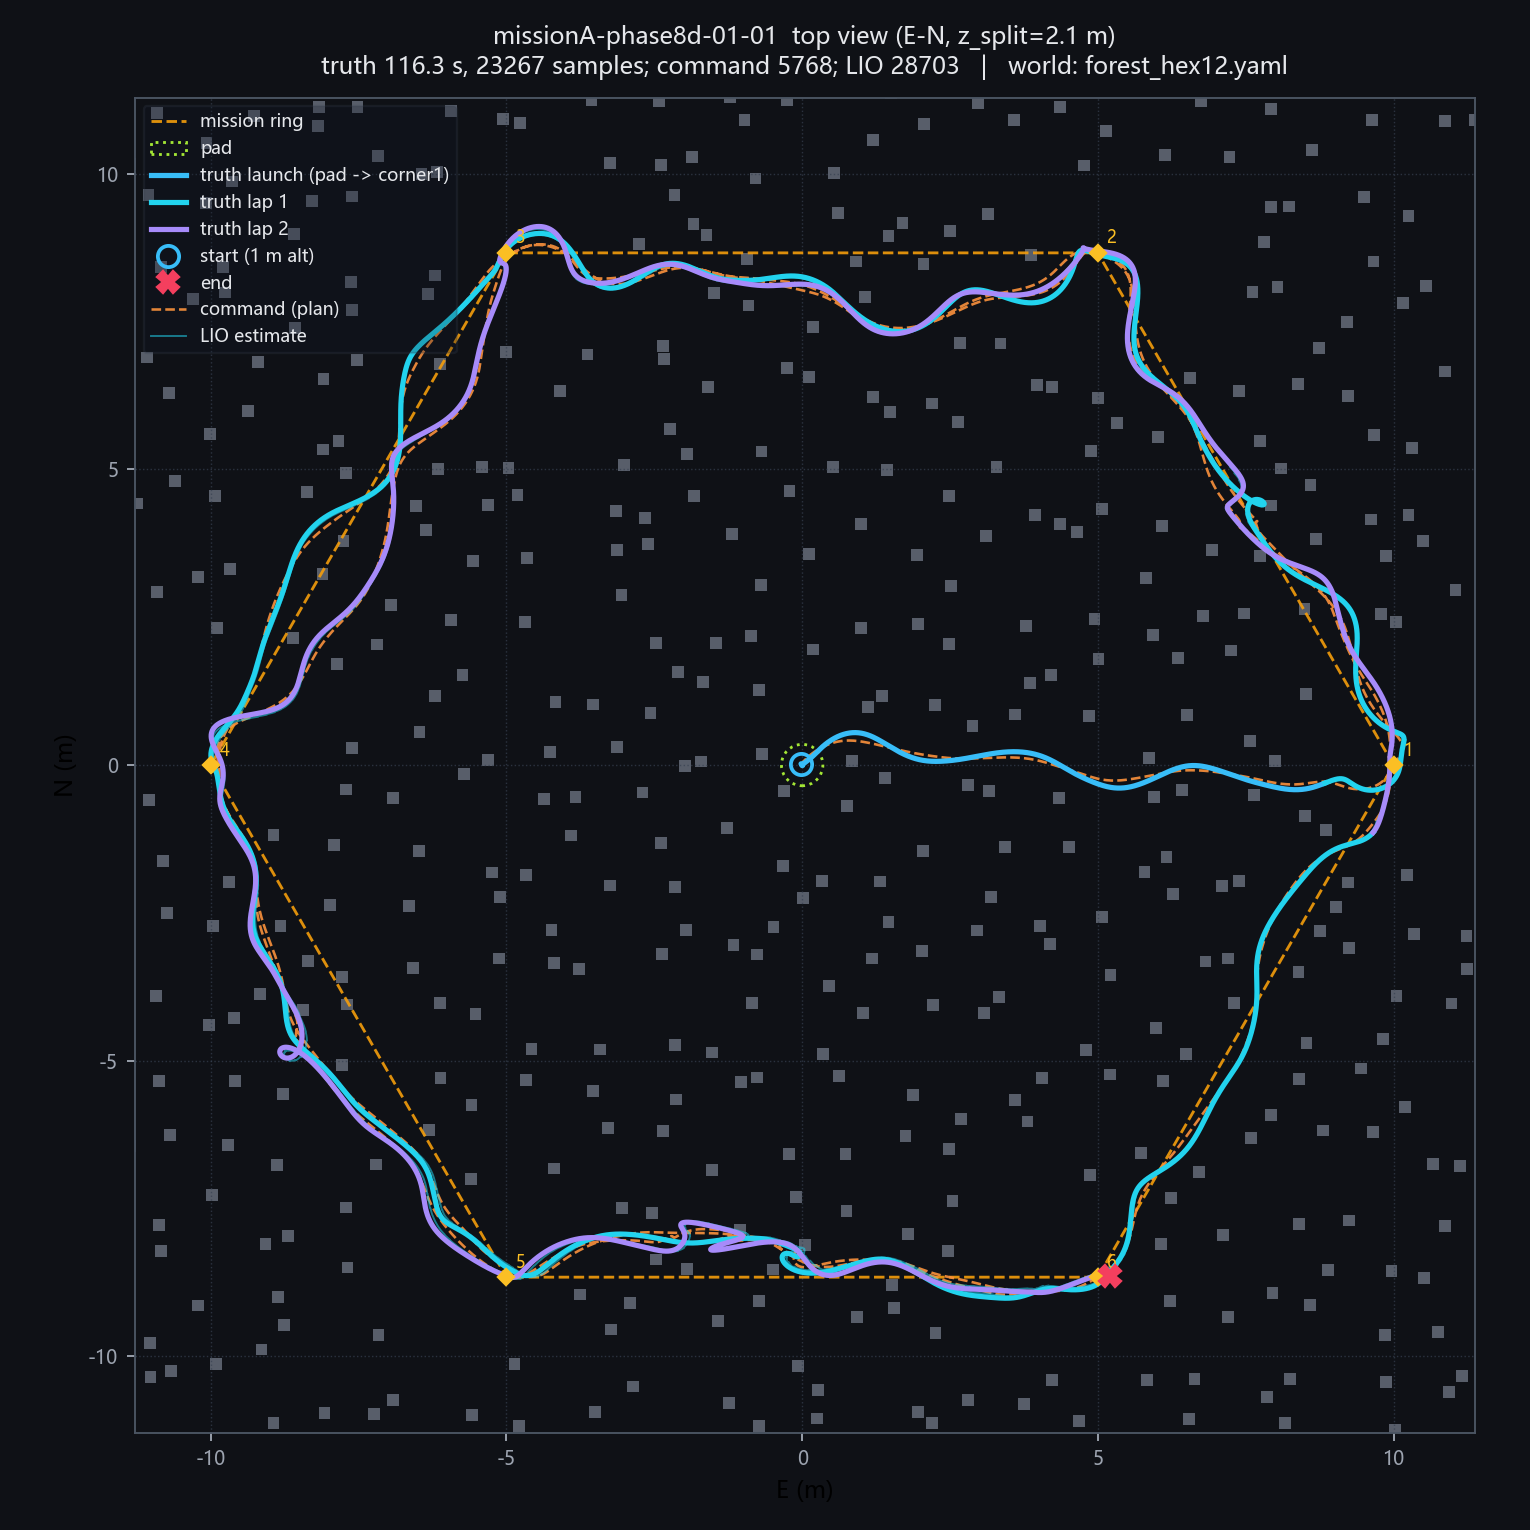 missionA-phase8d-01-01 top view (E-N, z_split=2.1 m)
truth 116.3 s, 23267 samples; command 5768; LIO 28703 | world: forest_hex12.yaml
mission ring
pad
truth launch (pad -> corner1)
truth lap 1
truth lap 2
start (1 m alt)
end
command (plan)
LIO estimate
10
5
0
-5
-10
N (m)
3
2
4
1
5
6
-10
-5
0
5
10
E (m)